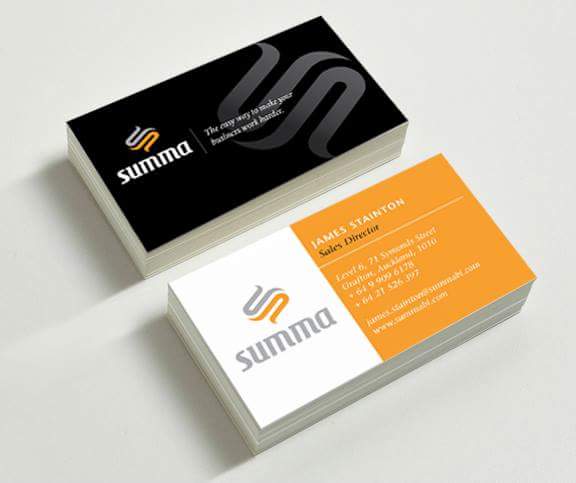 summa
The easy way to make your
business work harder.
JAMES STAINTON
Sales Director
Level 6, 71 Symonds Street
Grafton, Auckland, 1010
+ 64 9 909 6178
+ 64 21 526 397
james.stainton@summabi.com
www.summabi.com
summa